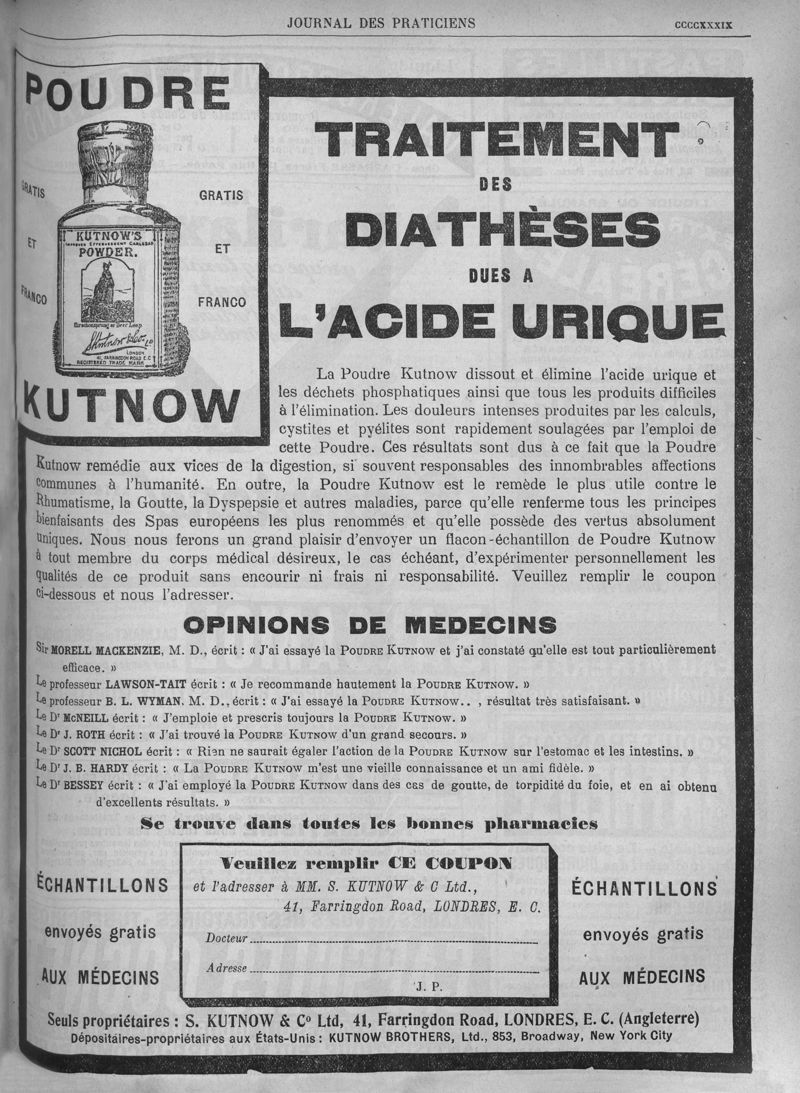 JOURNAL DES PRATICIENS
CCCCXXXIX
POUDRE
GRATIS
ET
FRANCO
KUTNOW'S
IMPROVED EFFERVESCENT CARLSBAD
POWDER.
Hirschensprung or Deer Leap.
S. Kutnow & Co. Ld
LONDON
41, FARRINGDON ROAD E.C
REGISTERED TRADE MARK
GRATIS
ET
FRANCO
KUTNOW
TRAITEMENT
DES
DIATHÈSES
DUES A
L'ACIDE URIQUE
La Poudre Kutnow dissout et élimine l'acide urique et
les déchets phosphatiques ainsi que tous les produits difficiles
à l'élimination. Les douleurs intenses produites par les calculs,
cystites et pyélites sont rapidement soulagées par l'emploi de
cette Poudre. Ces résultats sont dus à ce fait que la Poudre
Kutnow remédie aux vices de la digestion, si souvent responsables des innombrables affections
communes à l'humanité. En outre, la Poudre Kutnow est le remède le plus utile contre le
Rhumatisme, la Goutte, la Dyspepsie et autres maladies, parce qu'elle renferme tous les principes
bienfaisants des Spas européens les plus renommés et qu'elle possède des vertus absolument
uniques. Nous nous ferons un grand plaisir d'envoyer un flacon-échantillon de Poudre Kutnow
à tout membre du corps médical désireux, le cas échéant, d'expérimenter personnellement les
qualités de ce produit sans encourir ni frais ni responsabilité. Veuillez remplir le coupon
ci-dessous et nous l'adresser.
OPINIONS DE MEDECINS
Sir MORELL MACKENZIE, M. D., écrit : « J'ai essayé la POUDRE KUTNOW et j'ai constaté qu'elle est tout particulièrement
efficace. »
Le professeur LAWSON-TAIT écrit : « Je recommande hautement la POUDRE KUTNOW. »
Le professeur B. L. WYMAN. M. D., écrit : « J'ai essayé la POUDRE KUTNOW.. , résultat très satisfaisant. »
Le Dr McNEILL écrit : « J'emploie et prescris toujours la POUDRE KUTNOW. »
Le Dr J. ROTH écrit : « J'ai trouvé la POUDRE KUTNOW d'un grand secours. »
Le Dr SCOTT NICHOL écrit : « Rien ne saurait égaler l'action de la POUDRE KUTNOW sur l'estomac et les intestins. »
Le Dr J. B. HARDY écrit : « La POUDRE KUTNOW m'est une vieille connaissance et un ami fidèle. »
Le Dr BESSEY écrit : « J'ai employé la POUDRE KUTNOW dans des cas de goutte, de torpidité du foie, et en ai obtenu
d'excellents résultats. »
Se trouve dans toutes les bonnes pharmacies
ÉCHANTILLONS
envoyés gratis
AUX MÉDECINS
Veuillez remplir CE COUPON
et l'adresser à MM. S. KUTNOW & C Ltd.,
41, Farringdon Road, LONDRES, E. C.
Docteur
Adresse
J. P.
ÉCHANTILLONS
envoyés gratis
AUX MÉDECINS
Seuls propriétaires : S. KUTNOW & Co Ltd, 41, Farringdon Road, LONDRES, E. C. (Angleterre)
Dépositaires-propriétaires aux États-Unis : KUTNOW BROTHERS, Ltd., 853, Broadway, New York City